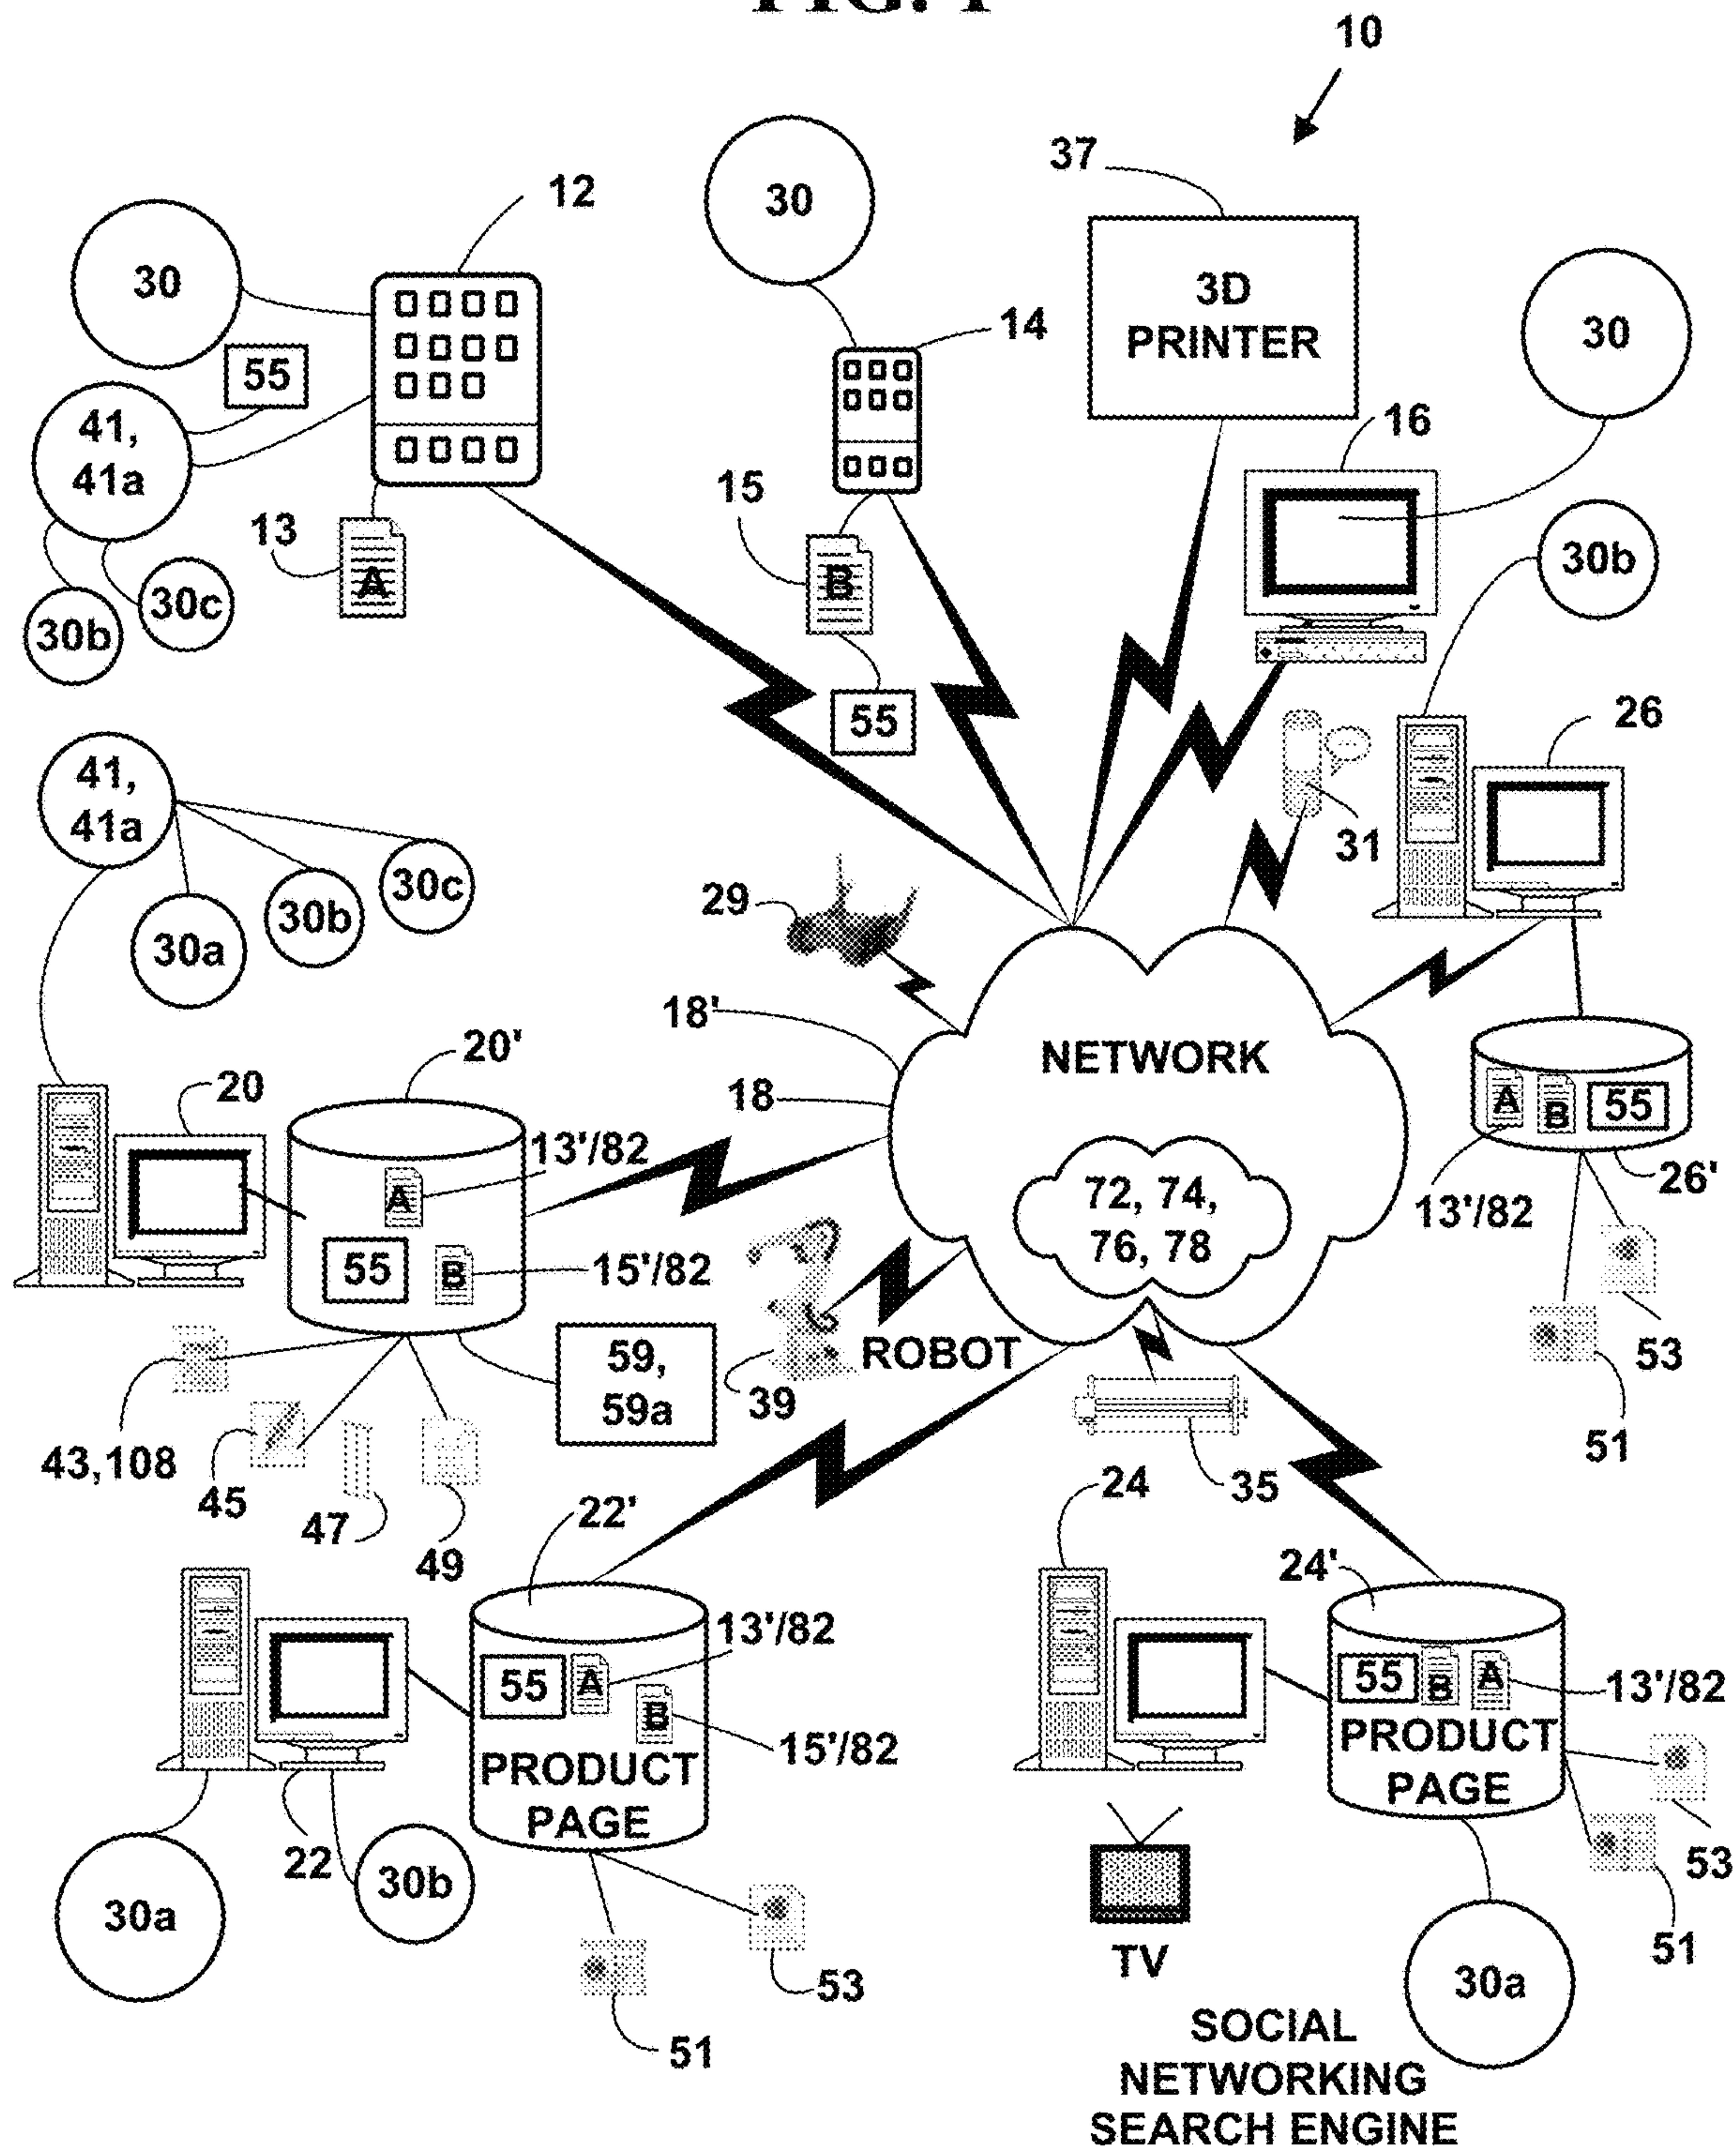 FIG. 1
10
37
12
30
30
3D
PRINTER
30
14
55
30
16
41,
41a
15
13
A
B
30b
30c
30b
55
26
41,
41a
31
30c
29
30b
30a
18'
NETWORK
20'
20
18
A
B
55
13'/82
72, 74,
76, 78
26'
13'/82
A
55
B
15'/82
ROBOT
59,
59a
39
53
43,108
45
47
49
35
51
24
22'
24'
13'/82
55
A
B
55
B
A
13'/82
15'/82
PRODUCT
PAGE
PRODUCT
PAGE
22
30b
30a
53
51
TV
53
51
30a
SOCIAL
NETWORKING
SEARCH ENGINE